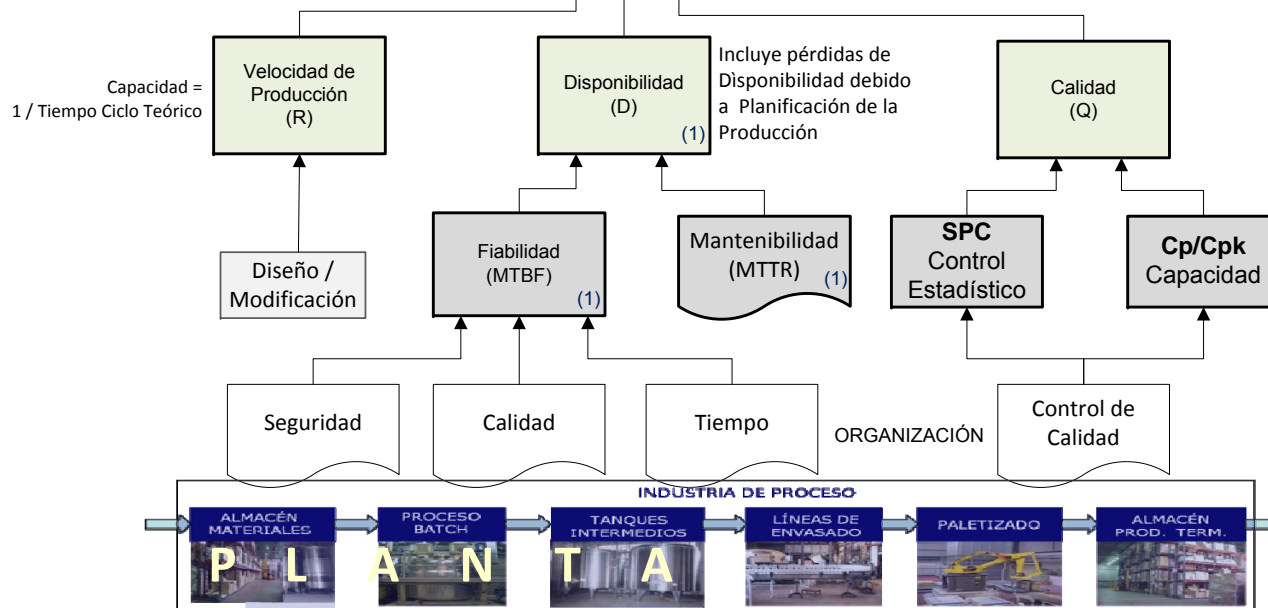 Capacidad =
1 / Tiempo Ciclo Teórico
Velocidad de
Producción
(R)
Disponibilidad
(D)
(1)
Incluye pérdidas de
Dìsponibilidad debido
a Planificación de la
Producción
Calidad
(Q)
Diseño /
Modificación
Fiabilidad
(MTBF)
(1)
Mantenibilidad
(MTTR)
(1)
SPC
Control
Estadístico
Cp/Cpk
Capacidad
Seguridad
Calidad
Tiempo
ORGANIZACIÓN
Control de
Calidad
INDUSTRIA DE PROCESO
ALMACÉN
MATERIALES
PROCESO
BATCH
TANQUES
INTERMEDIOS
LÍNEAS DE
ENVASADO
PALETIZADO
ALMACÉN
PROD. TERM.
P L A N T A